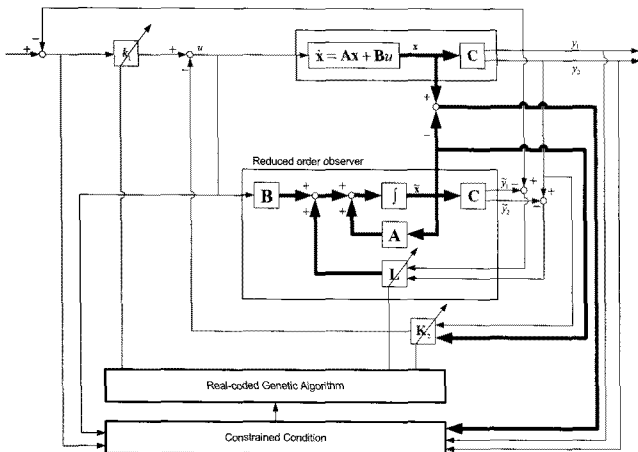 −
+
−
k₁
+
u
ẋ = Ax + Bu
x
C
y₁
y₂
+
−
Reduced order observer
B
+
+
+
+
∫
x̃
C
ỹ₁
ỹ₂
−
+
−
+
A
L
K₂
Real-coded Genetic Algorithm
Constrained Condition